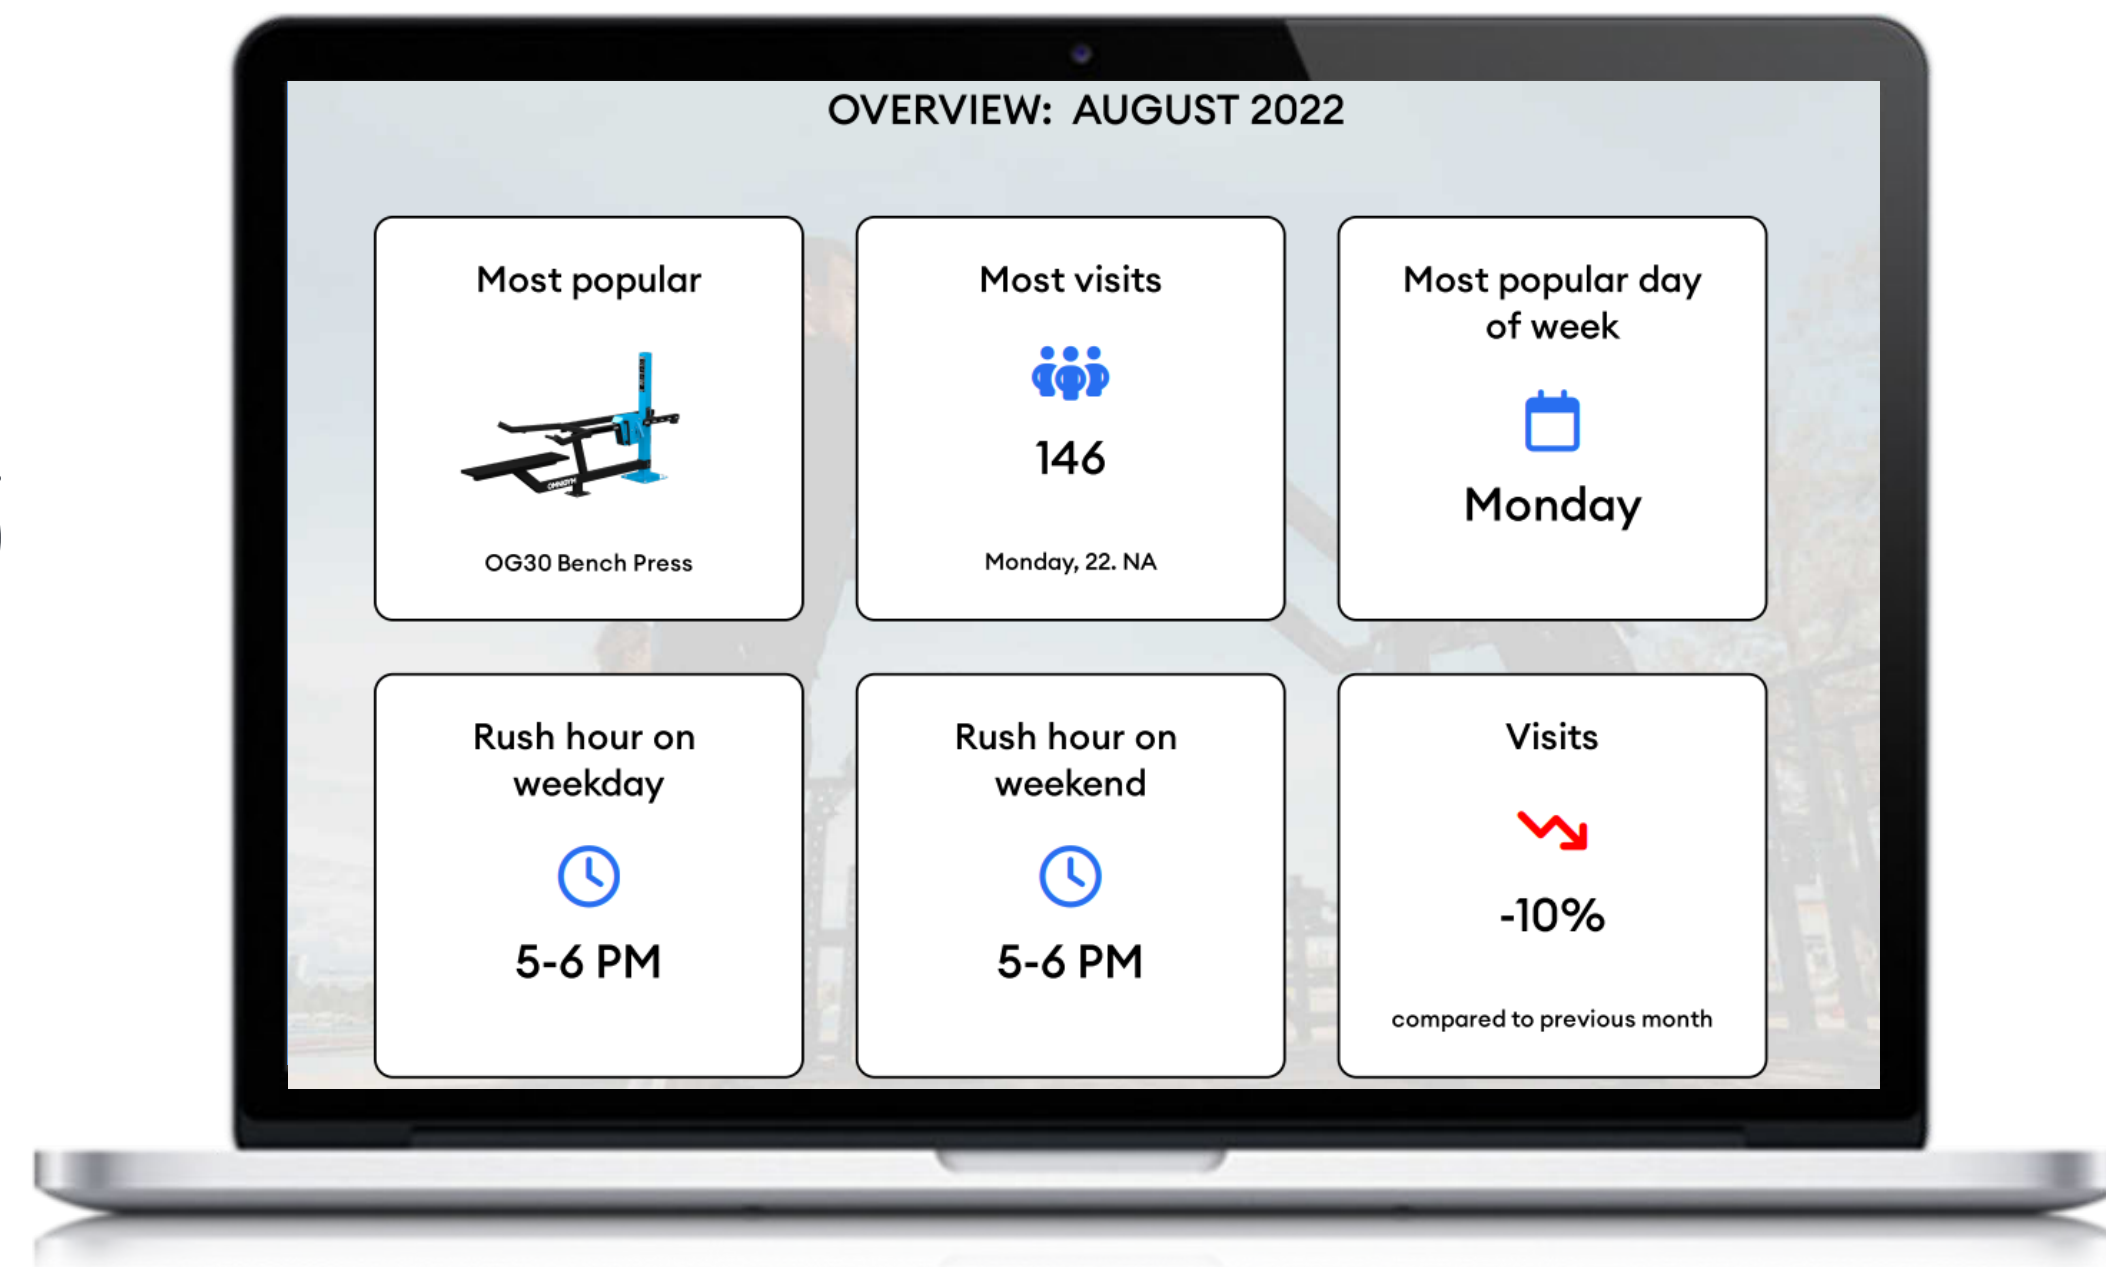 OVERVIEW: AUGUST 2022
Most popular
OMNIGYM
OG30 Bench Press
Most visits
146
Monday, 22. NA
Most popular day
of week
Monday
Rush hour on
weekday
5-6 PM
Rush hour on
weekend
5-6 PM
Visits
-10%
compared to previous month